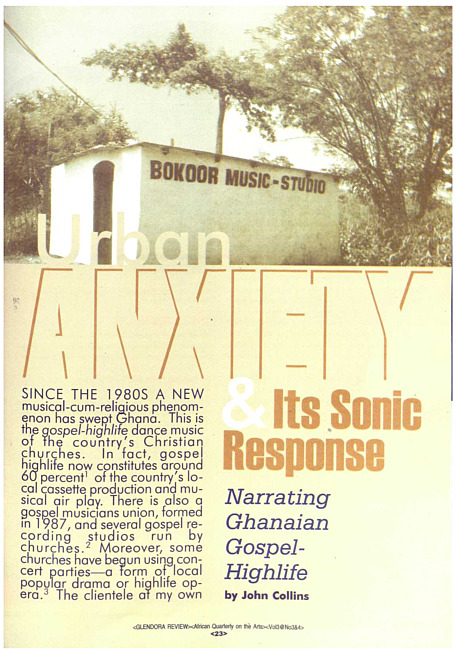 BOKOOR MUSIC-STUDIO
Urban
ANXIETY
& Its Sonic
Response
Narrating
Ghanaian
Gospel-
Highlife
by John Collins
SINCE THE 1980S A NEW
musical-cum-religious phenom-
enon has swept Ghana. This is
the gospel-highlife dance music
of the country's Christian
churches. In fact, gospel
highlife now constitutes around
60 percent¹ of the country's lo-
cal cassette production and mu-
sical air play. There is also a
gospel musicians union, formed
in 1987, and several gospel re-
cording studios run by
churches.² Moreover, some
churches have begun using con-
cert parties—a form of local
popular drama or highlife op-
era.³ The clientele at my own
<GLENDORA REVIEW><African Quarterly on the Arts><Vol3@No3&4>
<23>